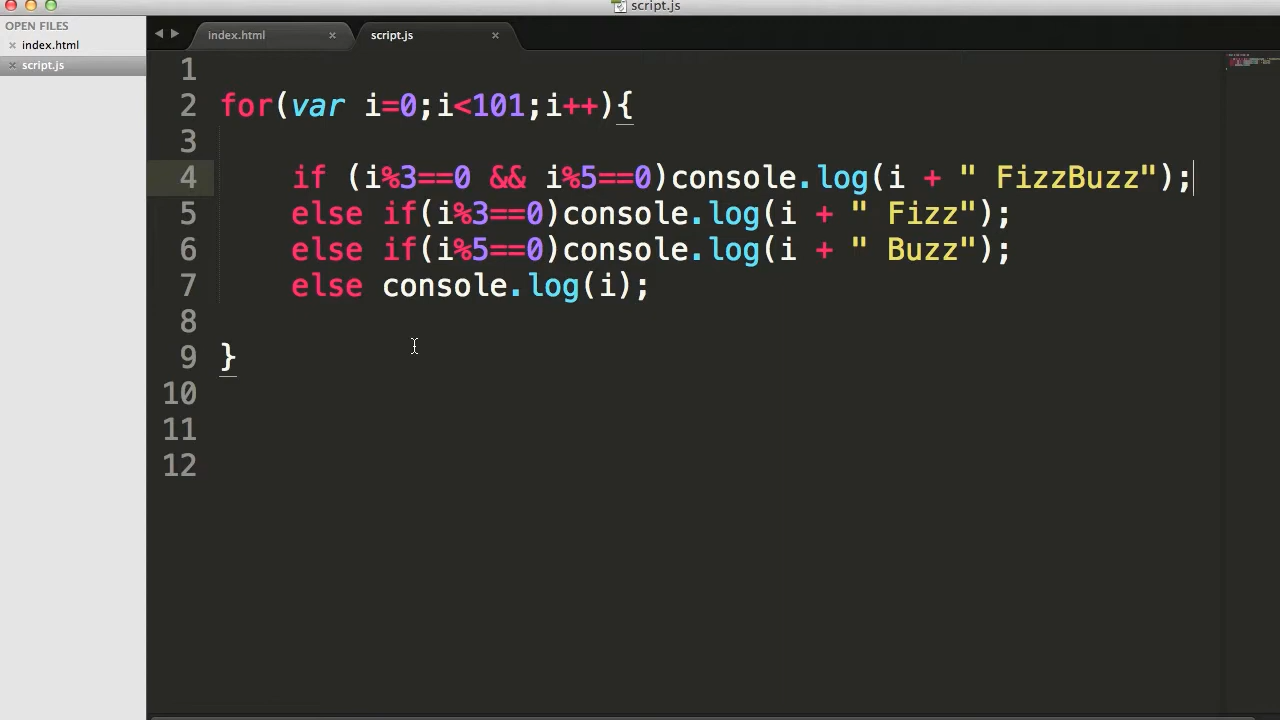 script.js
OPEN FILES
index.html
script.js
index.html
script.js
1
2 for(var i=0;i<101;i++){
3
4 if (i%3==0 && i%5==0)console.log(i + " FizzBuzz");
5 else if(i%3==0)console.log(i + " Fizz");
6 else if(i%5==0)console.log(i + " Buzz");
7 else console.log(i);
8
9 }
10
11
12